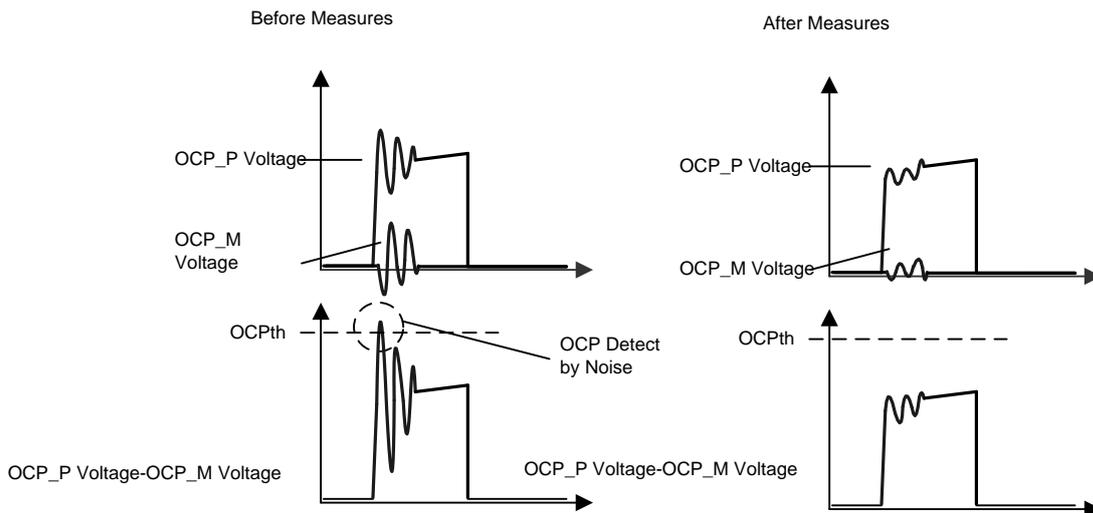 Before Measures
After Measures
OCP_P Voltage
OCP_M
Voltage
OCP_P Voltage
OCP_M Voltage
OCPth
OCP Detect
by Noise
OCP_P Voltage-OCP_M Voltage
OCPth
OCP_P Voltage-OCP_M Voltage